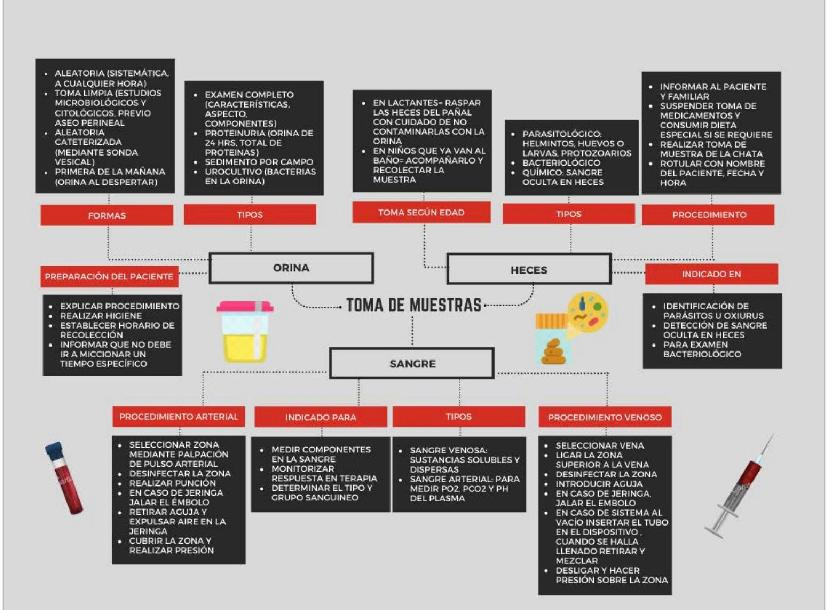 • ALEATORIA (SISTEMÁTICA,
A CUALQUIER HORA)
• TOMA LIMPIA (ESTUDIOS
MICROBIOLÓGICOS Y
CITOLÓGICOS, PREVIO
ASEO PERINEAL
• ALEATORIA
CATETERIZADA
(MEDIANTE SONDA
VESICAL)
• PRIMERA DE LA MAÑANA
(ORINA AL DESPERTAR)
FORMAS
• EXAMEN COMPLETO
(CARACTERÍSTICAS,
ASPECTO,
COMPONENTES)
• PROTEINURIA (ORINA DE
24 HRS, TOTAL DE
PROTEINAS)
• SEDIMENTO POR CAMPO
• UROCULTIVO (BACTERIAS
EN LA ORINA)
TIPOS
• EN LACTANTES= RASPAR
LAS HECES DEL PAÑAL
CON CUIDADO DE NO
CONTAMINARLAS CON LA
ORINA
• EN NIÑOS QUE YA VAN AL
BAÑO= ACOMPAÑARLO Y
RECOLECTAR LA
MUESTRA
TOMA SEGÚN EDAD
• PARASITOLÓGICO:
HELMINTOS, HUEVOS O
LARVAS, PROTOZOARIOS
• BACTERIOLÓGICO
• QUÍMICO: SANGRE
OCULTA EN HECES
TIPOS
• INFORMAR AL PACIENTE
Y FAMILIAR
• SUSPENDER TOMA DE
MEDICAMENTOS Y
CONSUMIR DIETA
ESPECIAL SI SE REQUIERE
• REALIZAR TOMA DE
MUESTRA DE LA CHATA
• ROTULAR CON NOMBRE
DEL PACIENTE, FECHA Y
HORA
PROCEDIMIENTO
ORINA
HECES
PREPARACIÓN DEL PACIENTE
• EXPLICAR PROCEDIMIENTO
• REALIZAR HIGIENE
• ESTABLECER HORARIO DE
RECOLECCIÓN
• INFORMAR QUE NO DEBE
IR A MICCIONAR UN
TIEMPO ESPECÍFICO
TOMA DE MUESTRAS
INDICADO EN
• IDENTIFICACIÓN DE
PARÁSITOS U OXIURUS
• DETECCIÓN DE SANGRE
OCULTA EN HECES
• PARA EXAMEN
BACTERIOLÓGICO
SANGRE
PROCEDIMIENTO ARTERIAL
• SELECCIONAR ZONA
MEDIANTE PALPACIÓN
DE PULSO ARTERIAL
• DESINFECTAR LA ZONA
• REALIZAR PUNCIÓN
• EN CASO DE JERINGA
JALAR EL ÉMBOLO
• RETIRAR AGUJA Y
EXPULSAR AIRE EN LA
JERINGA
• CUBRIR LA ZONA Y
REALIZAR PRESIÓN
INDICADO PARA
• MEDIR COMPONENTES
EN LA SANGRE
• MONITORIZAR
RESPUESTA EN TERAPIA
• DETERMINAR EL TIPO Y
GRUPO SANGUINEO
TIPOS
• SANGRE VENOSA:
SUSTANCIAS SOLUBLES Y
DISPERSAS
• SANGRE ARTERIAL: PARA
MEDIR PO2, PCO2 Y PH
DEL PLASMA
PROCEDIMIENTO VENOSO
• SELECCIONAR VENA
• LIGAR LA ZONA
SUPERIOR A LA VENA
• DESINFECTAR LA ZONA
• INTRODUCIR AGUJA
• EN CASO DE JERINGA,
JALAR EL EMBOLO
• EN CASO DE SISTEMA AL
VACÍO INSERTAR EL TUBO
EN EL DISPOSITIVO ,
CUANDO SE HALLA
LLENADO RETIRAR Y
MEZCLAR
• DESLIGAR Y HACER
PRESIÓN SOBRE LA ZONA